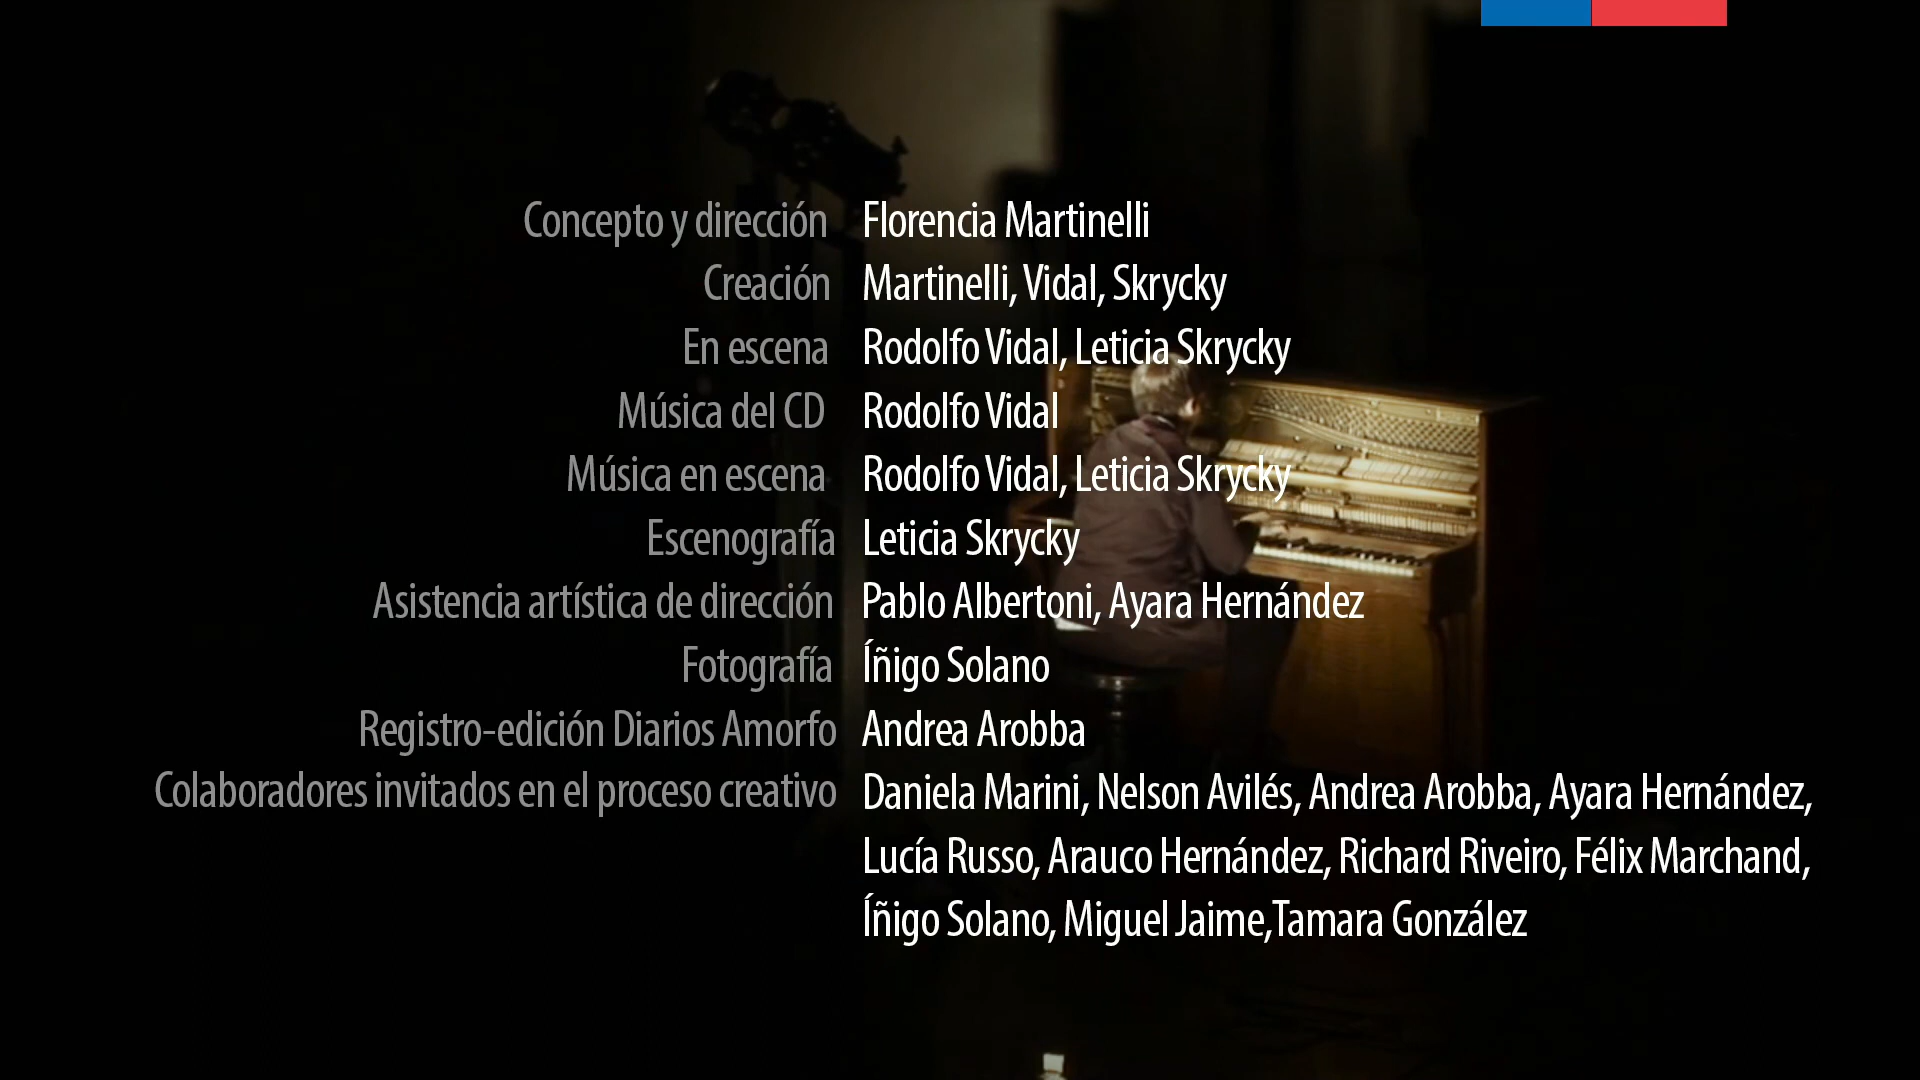 Concepto y dirección Florencia Martinelli
Creación Martinelli, Vidal, Skrycky
En escena Rodolfo Vidal, Leticia Skrycky
Música del CD Rodolfo Vidal
Música en escena Rodolfo Vidal, Leticia Skrycky
Escenografía Leticia Skrycky
Asistencia artística de dirección Pablo Albertoni, Ayara Hernández
Fotografía Íñigo Solano
Registro-edición Diarios Amorfo Andrea Arobba
Colaboradores invitados en el proceso creativo Daniela Marini, Nelson Avilés, Andrea Arobba, Ayara Hernández,
Lucía Russo, Arauco Hernández, Richard Riveiro, Félix Marchand,
Íñigo Solano, Miguel Jaime,Tamara González